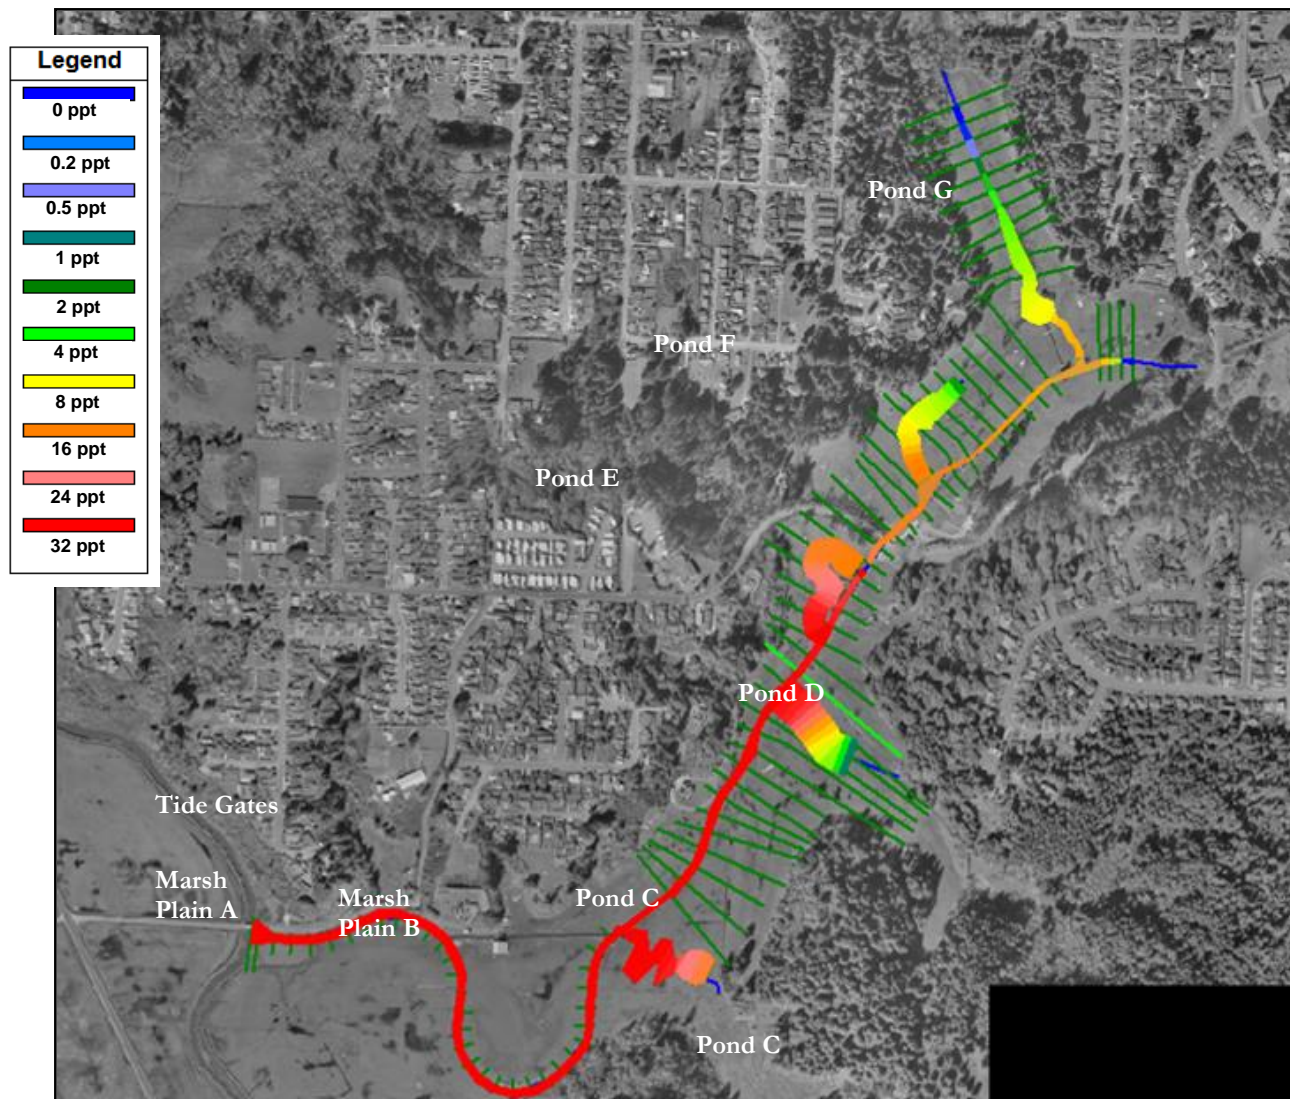 Legend
0 ppt
0.2 ppt
0.5 ppt
1 ppt
2 ppt
4 ppt
8 ppt
16 ppt
24 ppt
32 ppt
Pond G
Pond F
Pond E
Pond D
Tide Gates
Marsh
Plain A
Marsh
Plain B
Pond C
Pond C